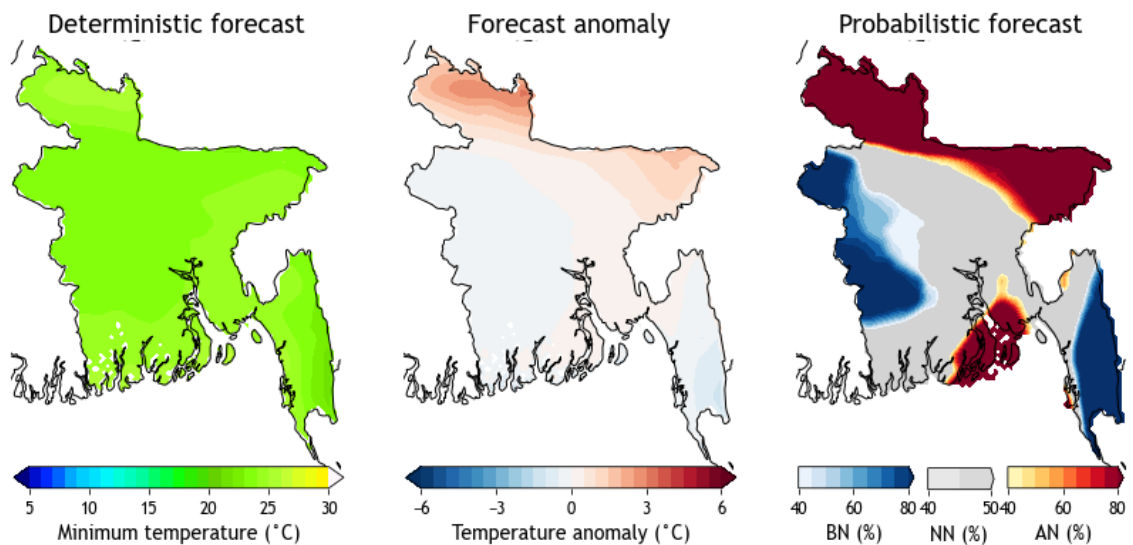 Deterministic forecast
Forecast anomaly
Probabilistic forecast
5 10 15 20 25 30
Minimum temperature (˚C)
−6 −3 0 3 6
Temperature anomaly (˚C)
40 60 80
BN (%)
40 50
NN (%)
40 60 80
AN (%)